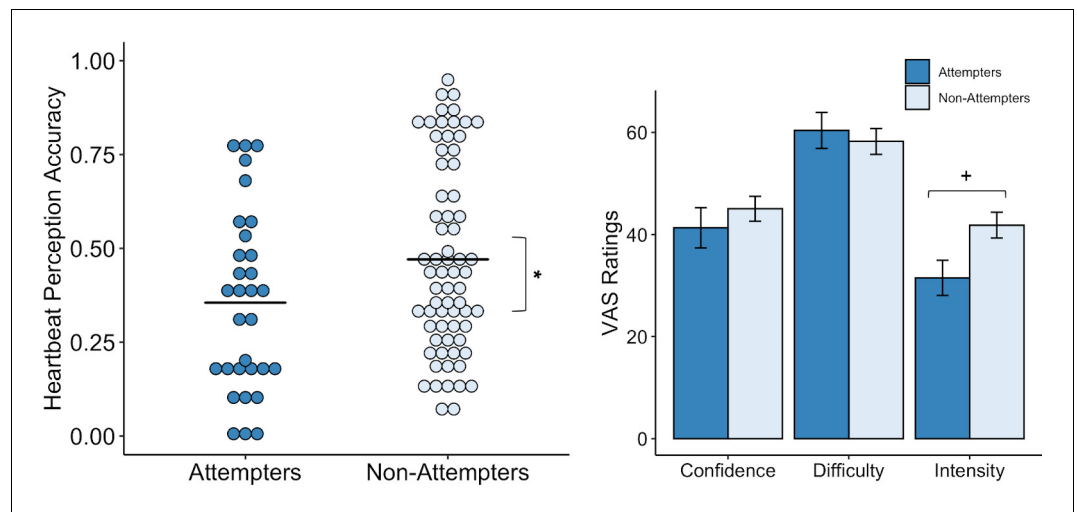 Heartbeat Perception Accuracy
1.00
0.75
0.50
0.25
0.00
*
Attempters
Non-Attempters
Attempters
Non-Attempters
VAS Ratings
60
40
20
0
+
Confidence
Difficulty
Intensity